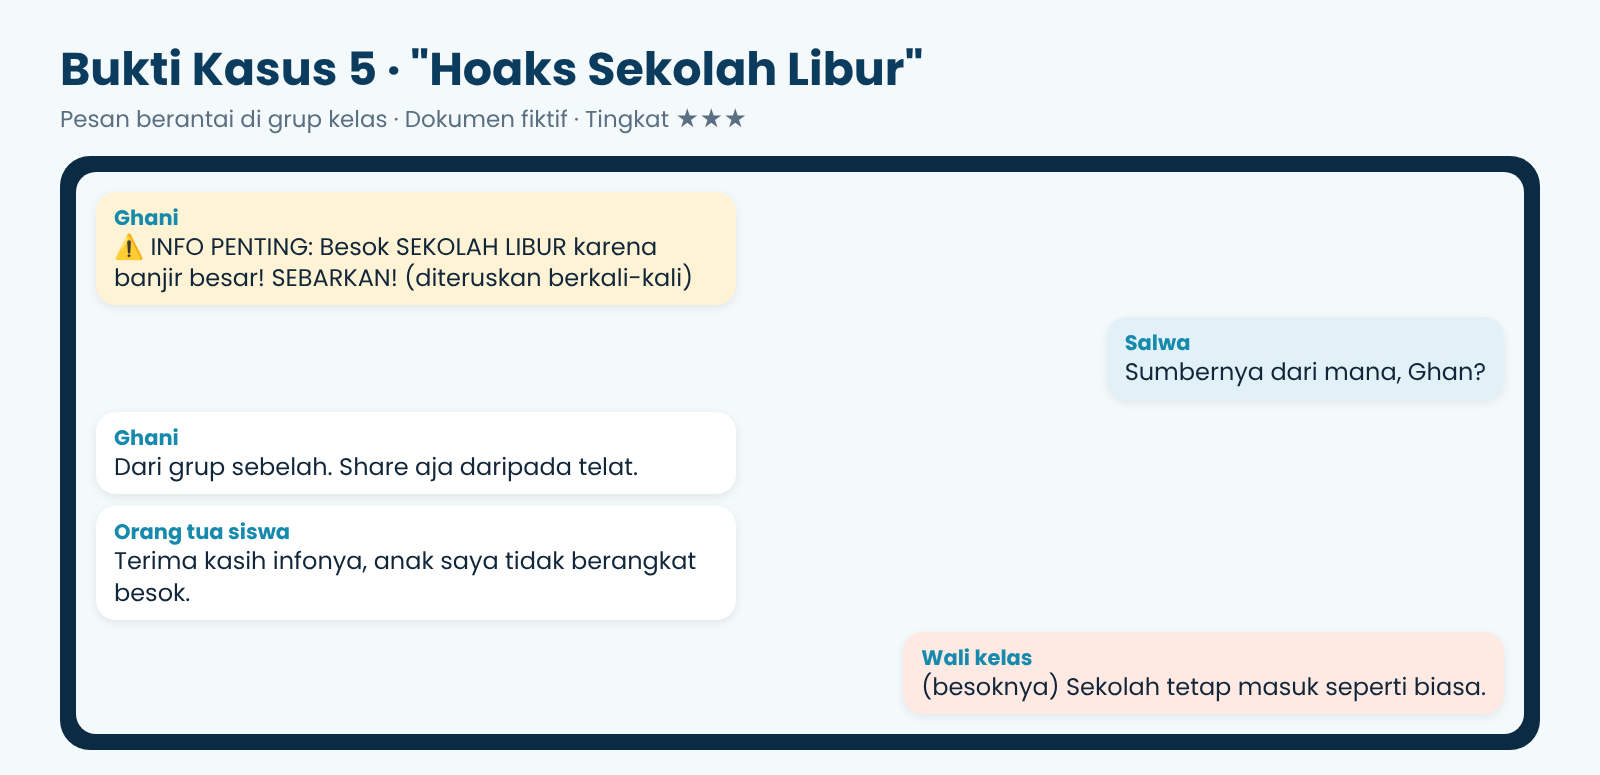 Bukti Kasus 5 · "Hoaks Sekolah Libur"
Pesan berantai di grup kelas · Dokumen fiktif · Tingkat ★★★
Ghani
⚠️ INFO PENTING: Besok SEKOLAH LIBUR karena
banjir besar! SEBARKAN! (diteruskan berkali-kali)
Salwa
Sumbernya dari mana, Ghan?
Ghani
Dari grup sebelah. Share aja daripada telat.
Orang tua siswa
Terima kasih infonya, anak saya tidak berangkat
besok.
Wali kelas
(besoknya) Sekolah tetap masuk seperti biasa.